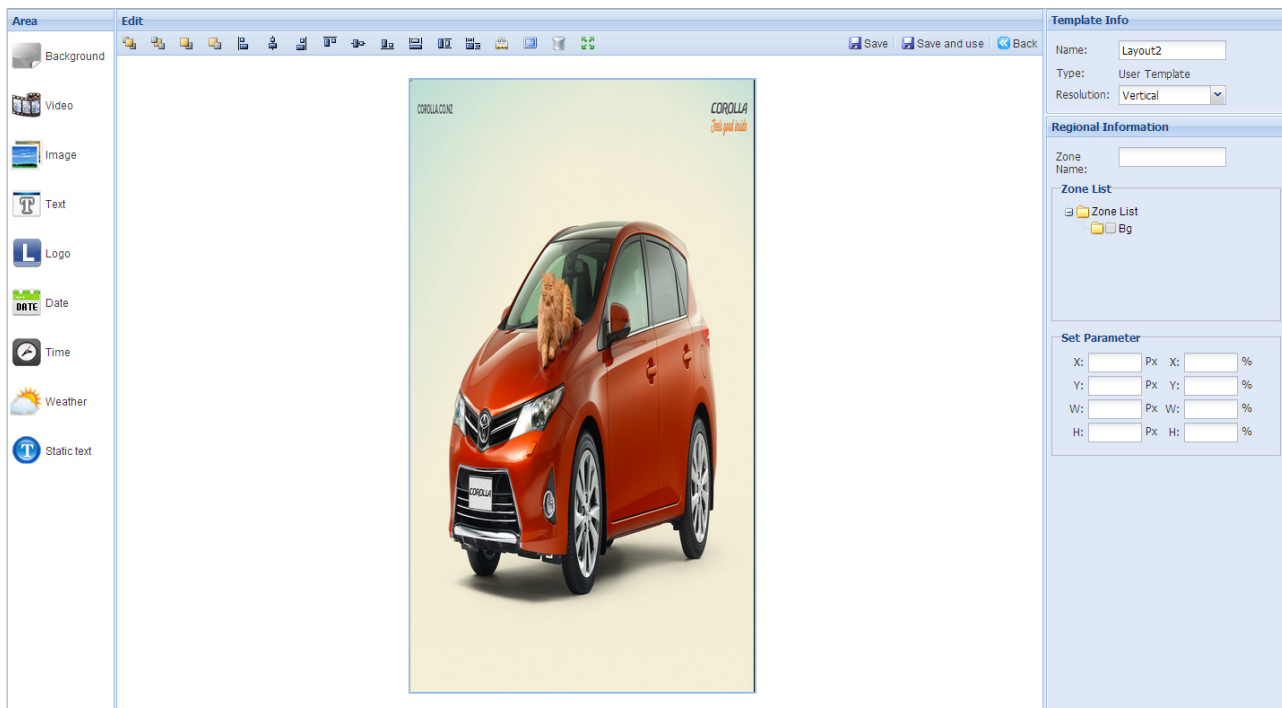 Area
Background
Video
Image
Text
Logo
DATE Date
Time
Weather
Static text
Edit
Save
Save and use
Back
COROLLA.CO.NZ
COROLLA
Feels good inside
COROLLA
Template Info
Name: Layout2
Type: User Template
Resolution: Vertical
Regional Information
Zone
Name:
Zone List
Zone List
Bg
Set Parameter
X: Px X: %
Y: Px Y: %
W: Px W: %
H: Px H: %